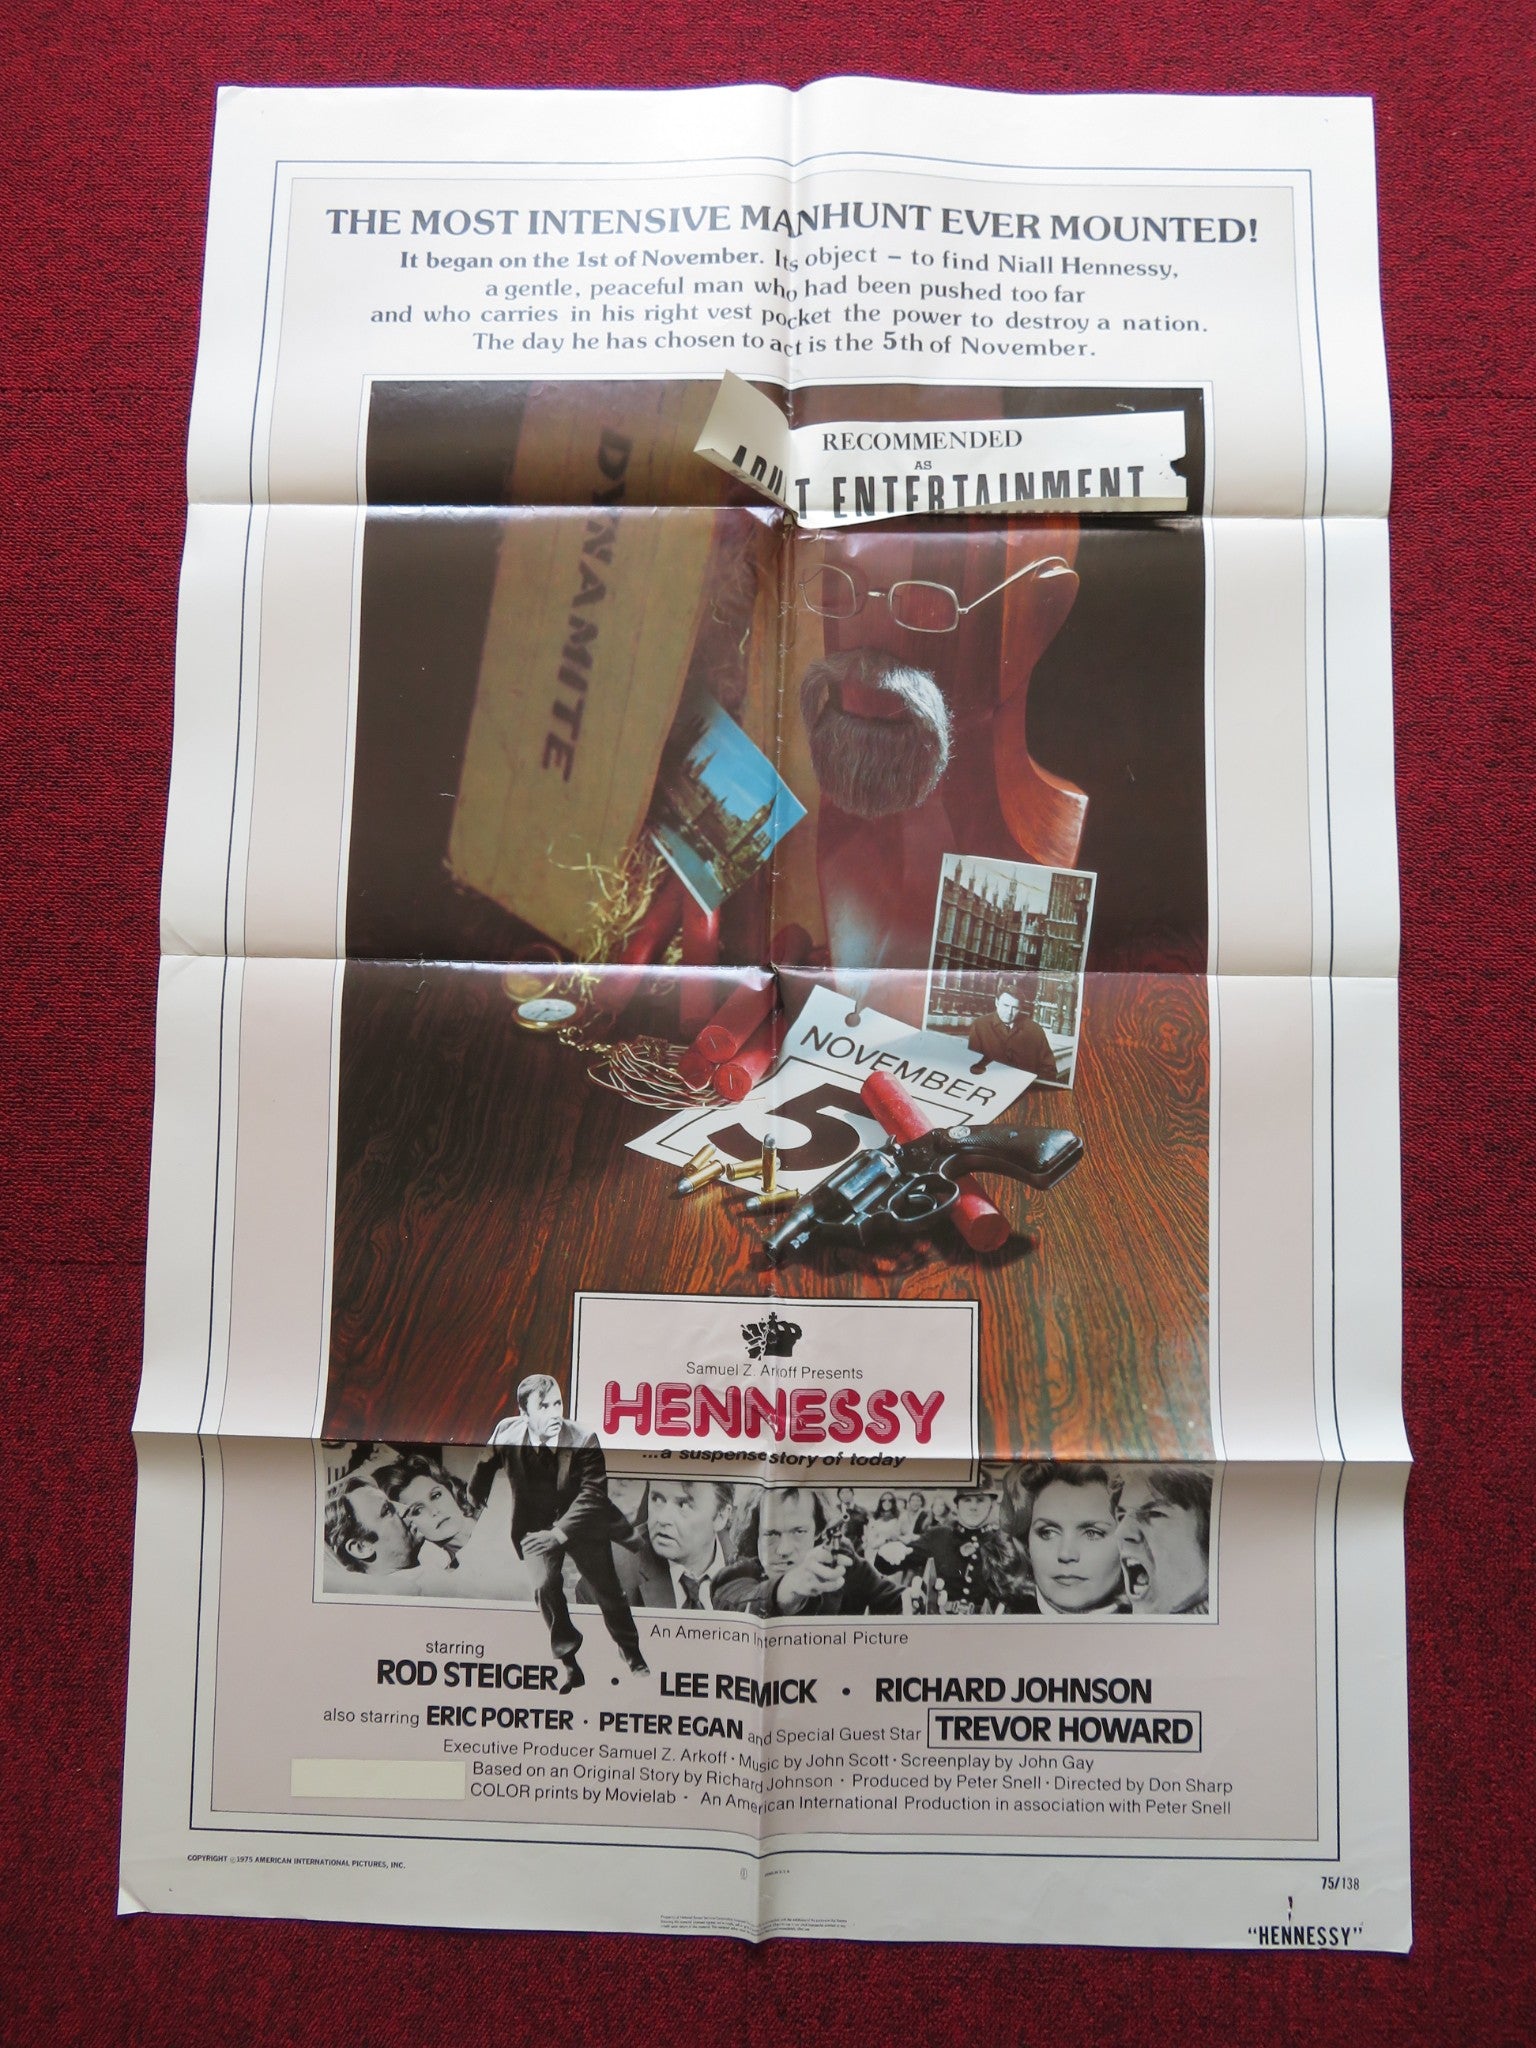 THE MOST INTENSIVE MANHUNT EVER MOUNTED!
It began on the 1st of November. Its object – to find Niall Hennessy,
a gentle, peaceful man who had been pushed too far
and who carries in his right vest pocket the power to destroy a nation.
The day he has chosen to act is the 5th of November.
RECOMMENDED
AS
ADULT ENTERTAINMENT
DYNAMITE
NOVEMBER
5
Samuel Z. Arkoff Presents
HENNESSY
...a suspense story of today
An American International Picture
starring
ROD STEIGER • LEE REMICK • RICHARD JOHNSON
also starring ERIC PORTER • PETER EGAN and Special Guest Star TREVOR HOWARD
Executive Producer Samuel Z. Arkoff • Music by John Scott • Screenplay by John Gay
Based on an Original Story by Richard Johnson • Produced by Peter Snell • Directed by Don Sharp
COLOR prints by Movielab • An American International Production in association with Peter Snell
COPYRIGHT ©1975 AMERICAN INTERNATIONAL PICTURES, INC.
75/138
"HENNESSY"